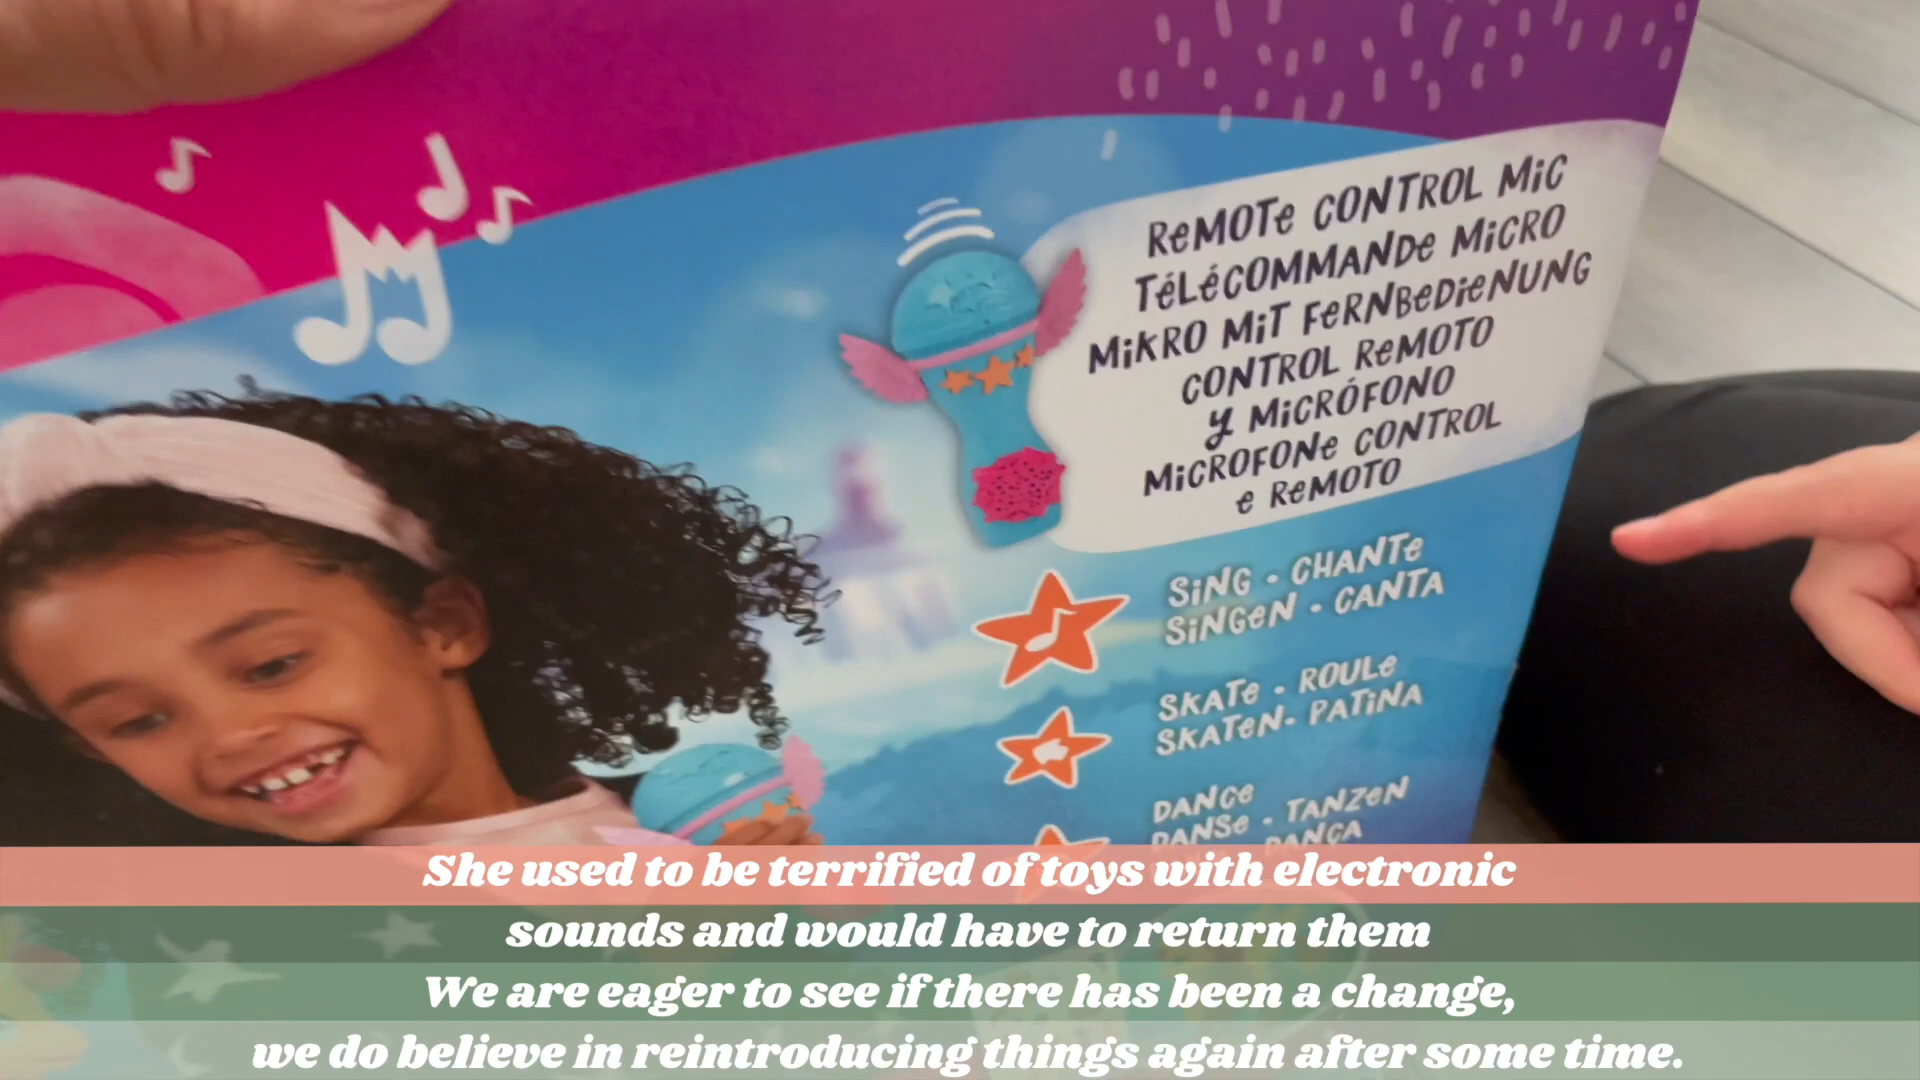 ReMOTe CONTROL MiC
TéLéCOMMANDe MiCRO
MiKRO MiT FeRNBeDieNUNG
CONTROL ReMOTO
y MiCRÓFONO
MiCROFONe CONTROL
e ReMOTO
SiNG • CHANTe
SiNGeN • CANTA
SKATe • ROULe
SKATeN- PATiNA
DANCe
DANSe • TANZeN
DANÇA
She used to be terrified of toys with electronic
sounds and would have to return them
We are eager to see if there has been a change,
we do believe in reintroducing things again after some time.